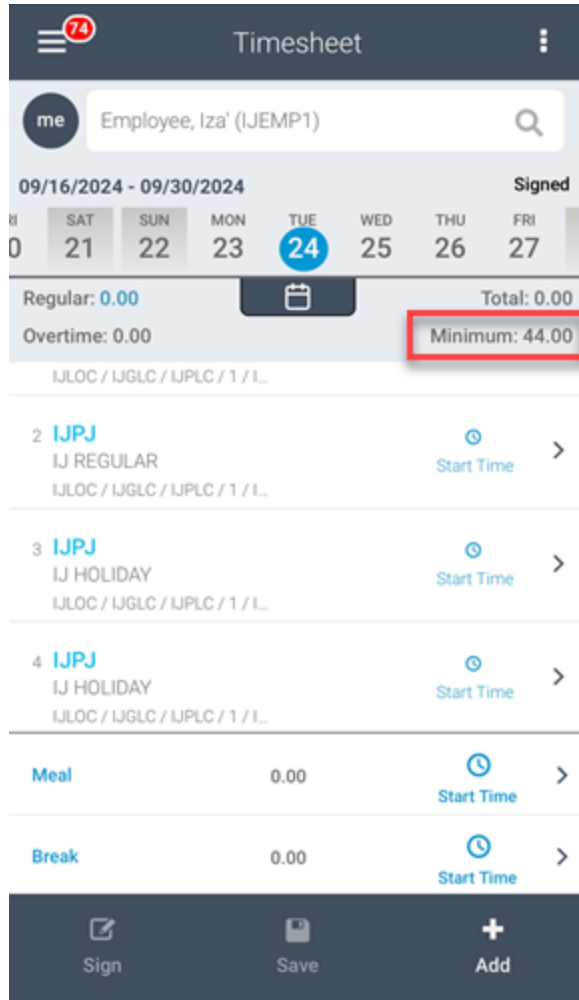 74
Timesheet
me Employee, Iza' (IJEMP1)
09/16/2024 - 09/30/2024 Signed
RI SAT SUN MON TUE WED THU FRI
0 21 22 23 24 25 26 27
Regular: 0.00 Total: 0.00
Overtime: 0.00 Minimum: 44.00
IJLOC / IJGLC / IJPLC / 1 / I...
2 IJPJ
IJ REGULAR Start Time
IJLOC / IJGLC / IJPLC / 1 / I...
3 IJPJ
IJ HOLIDAY Start Time
IJLOC / IJGLC / IJPLC / 1 / I...
4 IJPJ
IJ HOLIDAY Start Time
IJLOC / IJGLC / IJPLC / 1 / I...
Meal 0.00 Start Time
Break 0.00 Start Time
Sign Save Add